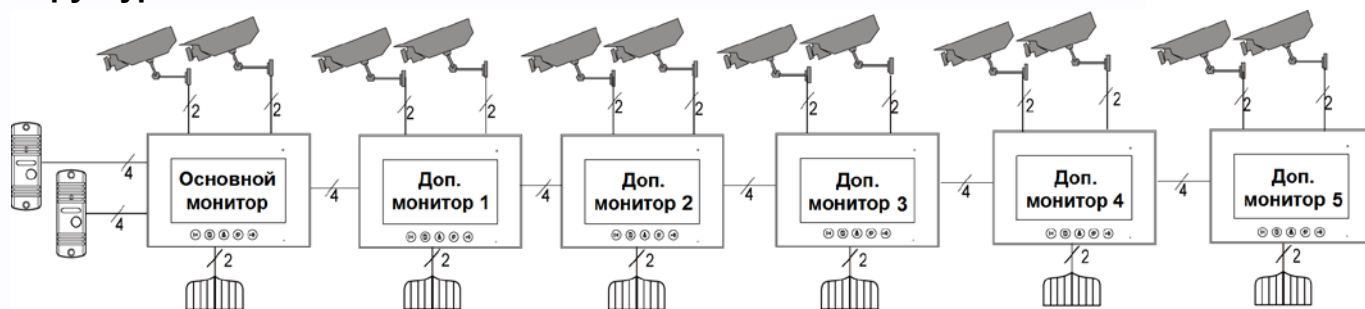 2 2 2 2 2 2 2 2 2 2 2 2
Основной
монитор
Доп.
монитор 1
Доп.
монитор 2
Доп.
монитор 3
Доп.
монитор 4
Доп.
монитор 5
4 4 4 4 4 4 4
2 2 2 2 2 2